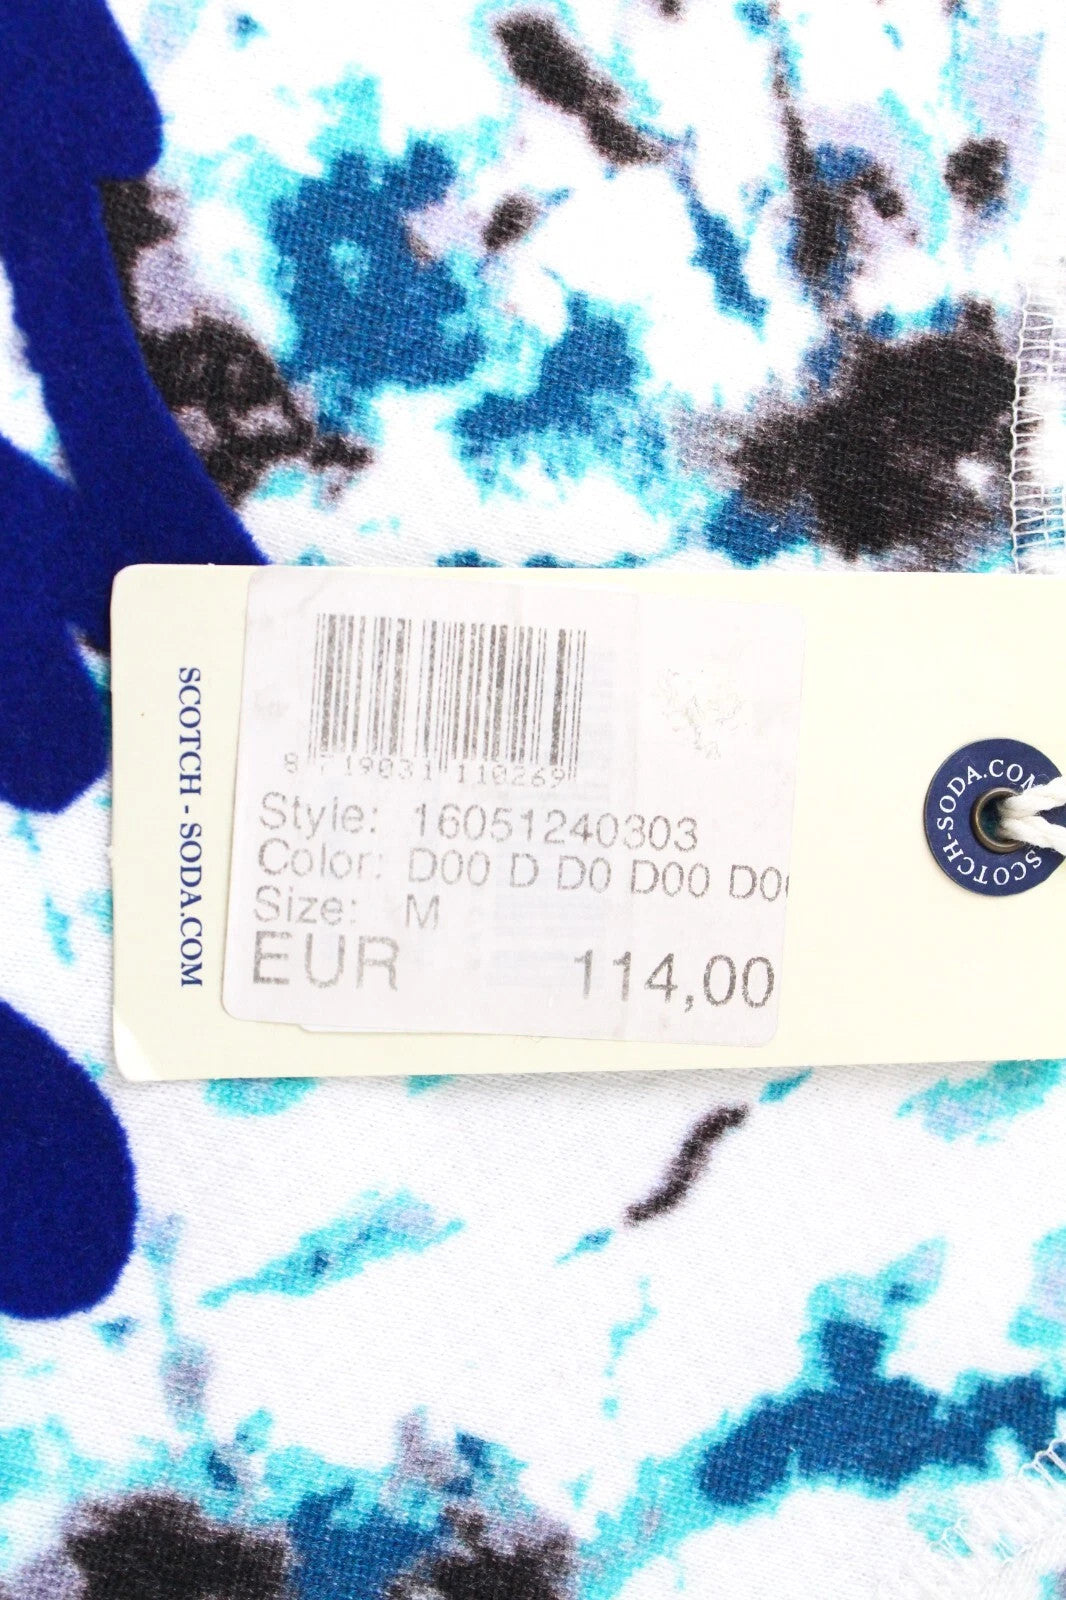 SCOTCH - SODA.COM
8 719031 110269
Style: 16051240303
Color: D00 D D0 D00 D0
Size: M
EUR 114,00
SCOTCH-SODA.COM